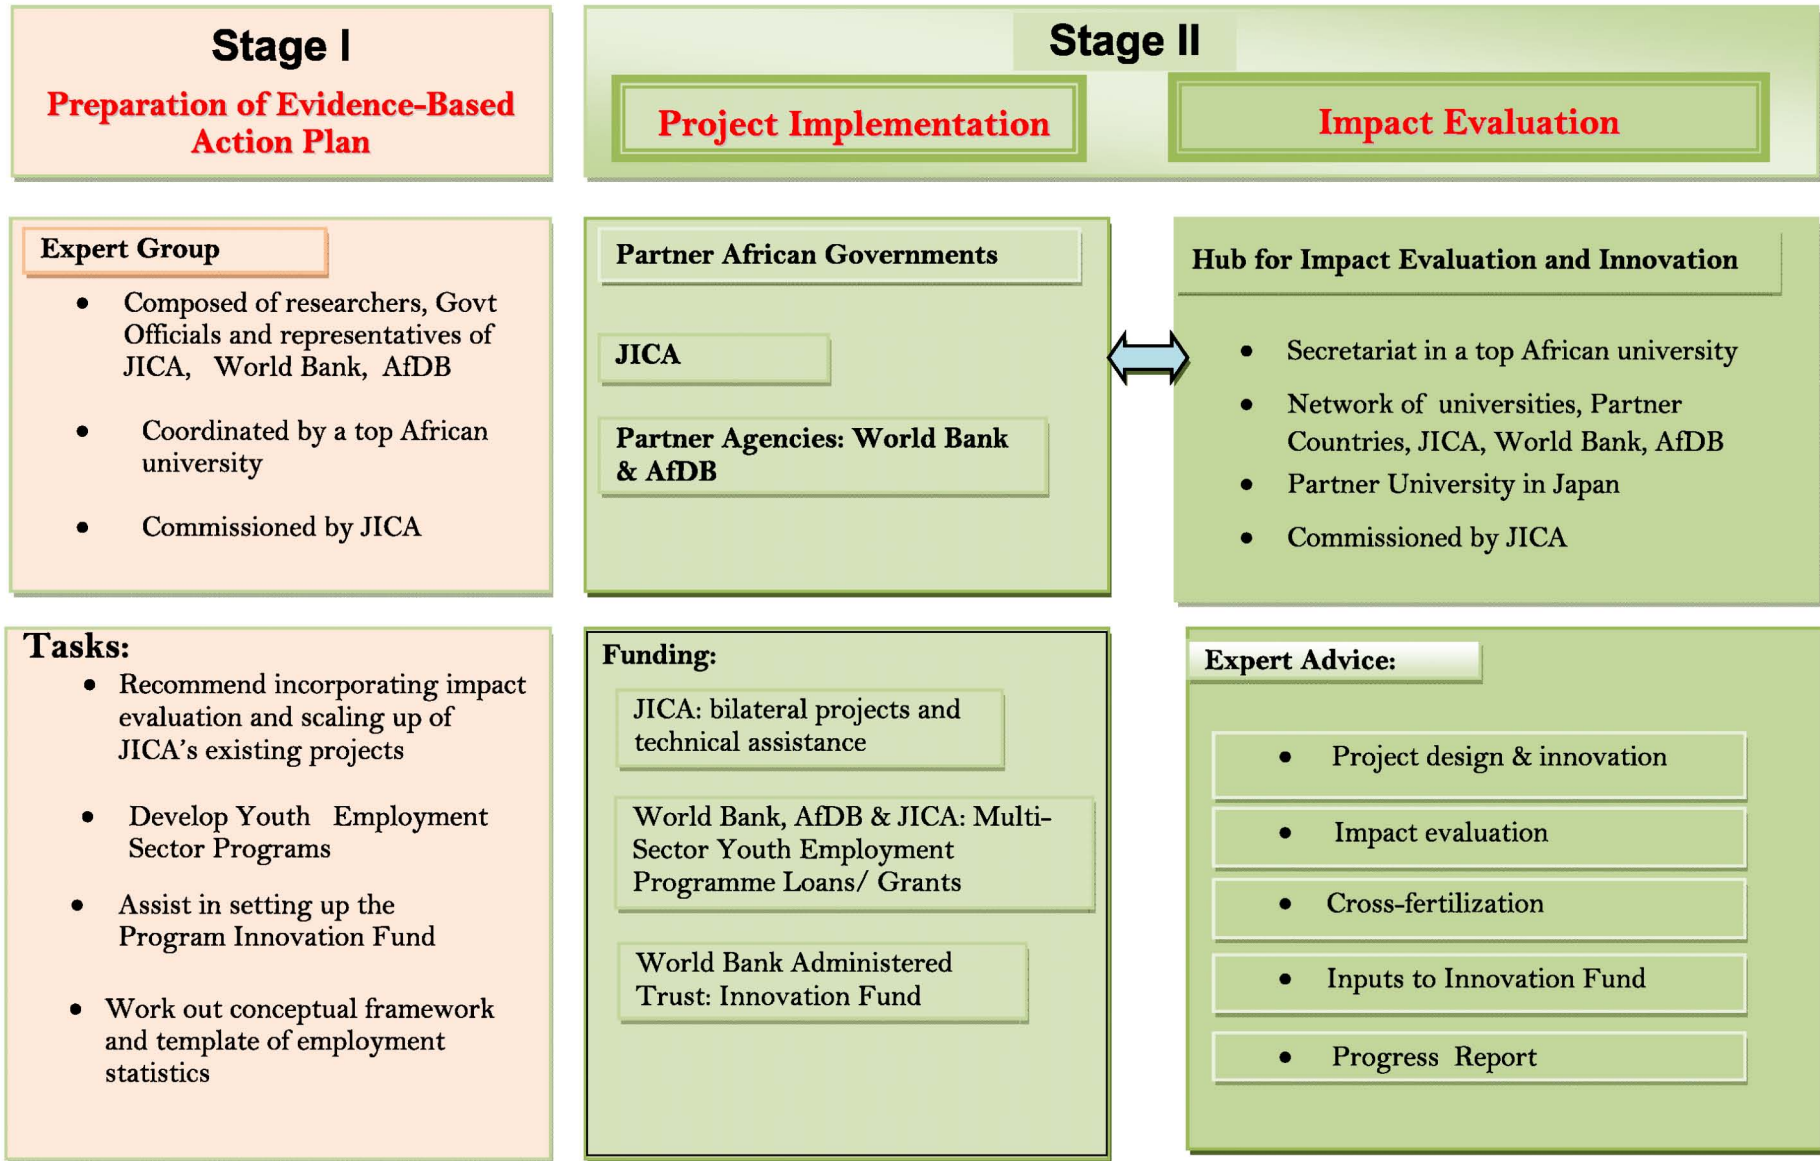 Stage I
Preparation of Evidence-Based
Action Plan
Stage II
Project Implementation
Impact Evaluation
Expert Group
• Composed of researchers, Govt
Officials and representatives of
JICA, World Bank, AfDB
• Coordinated by a top African
university
• Commissioned by JICA
Partner African Governments
JICA
Partner Agencies: World Bank
& AfDB
Hub for Impact Evaluation and Innovation
• Secretariat in a top African university
• Network of universities, Partner
Countries, JICA, World Bank, AfDB
• Partner University in Japan
• Commissioned by JICA
Tasks:
• Recommend incorporating impact
evaluation and scaling up of
JICA's existing projects
• Develop Youth Employment
Sector Programs
• Assist in setting up the
Program Innovation Fund
• Work out conceptual framework
and template of employment
statistics
Funding:
JICA: bilateral projects and
technical assistance
World Bank, AfDB & JICA: Multi-
Sector Youth Employment
Programme Loans/ Grants
World Bank Administered
Trust: Innovation Fund
Expert Advice:
• Project design & innovation
• Impact evaluation
• Cross-fertilization
• Inputs to Innovation Fund
• Progress Report